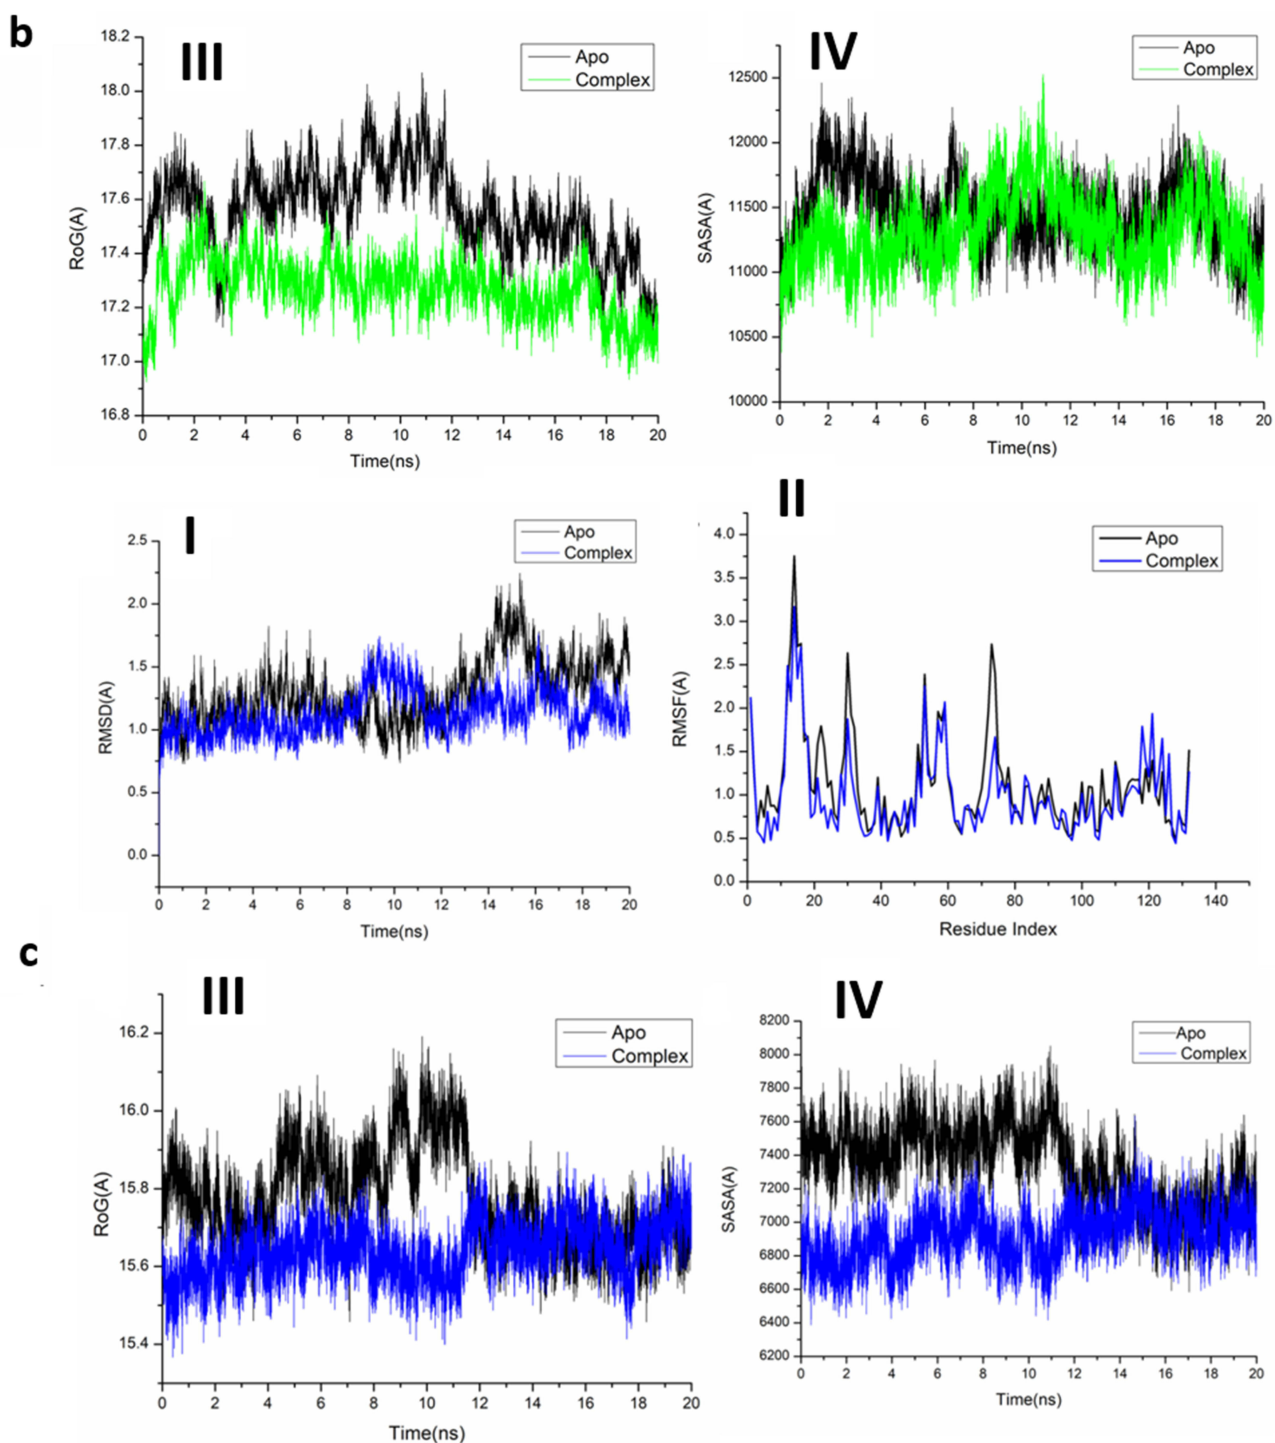 b
III
Apo
Complex
18.2
18.0
17.8
17.6
17.4
17.2
17.0
16.8
RoG(A)
0 2 4 6 8 10 12 14 16 18 20
Time(ns)
IV
Apo
Complex
12500
12000
11500
11000
10500
10000
SASA(A)
0 2 4 6 8 10 12 14 16 18 20
Time(ns)
I
Apo
Complex
2.5
2.0
1.5
1.0
0.5
0.0
RMSD(A)
0 2 4 6 8 10 12 14 16 18 20
Time(ns)
II
Apo
Complex
4.0
3.5
3.0
2.5
2.0
1.5
1.0
0.5
0.0
RMSF(A)
0 20 40 60 80 100 120 140
Residue Index
c
III
Apo
Complex
16.2
16.0
15.8
15.6
15.4
RoG(A)
0 2 4 6 8 10 12 14 16 18 20
Time(ns)
IV
Apo
Complex
8200
8000
7800
7600
7400
7200
7000
6800
6600
6400
6200
SASA(A)
0 2 4 6 8 10 12 14 16 18 20
Time(ns)